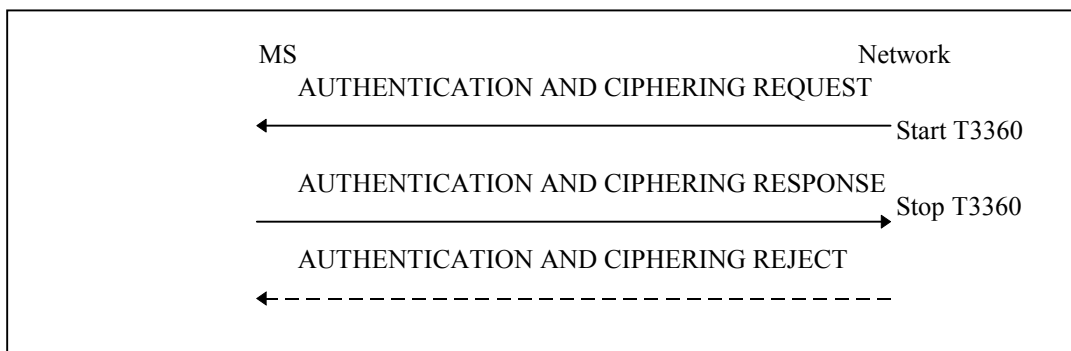 MS Network
AUTHENTICATION AND CIPHERING REQUEST
Start T3360
AUTHENTICATION AND CIPHERING RESPONSE
Stop T3360
AUTHENTICATION AND CIPHERING REJECT